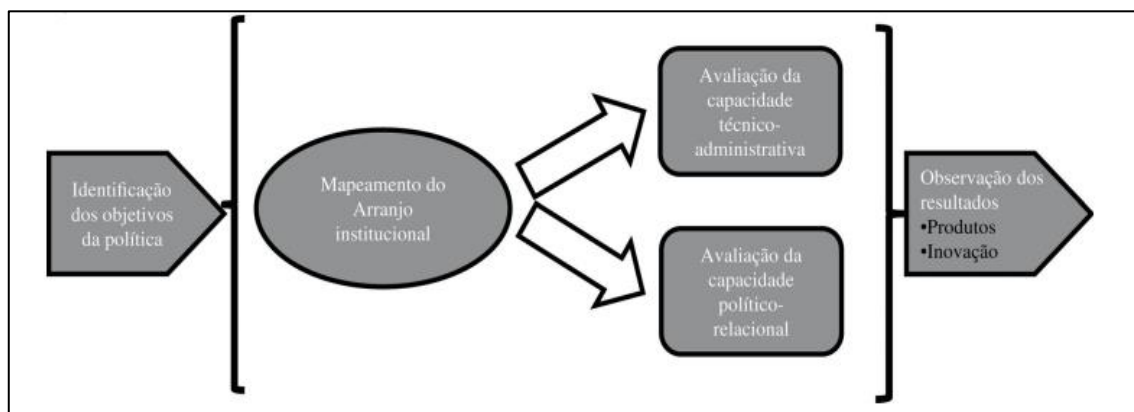 Identificação
dos objetivos
da política
Mapeamento do
Arranjo
institucional
Avaliação da
capacidade
técnico-
administrativa
Avaliação da
capacidade
político-
relacional
Observação dos
resultados
•Produtos
•Inovação